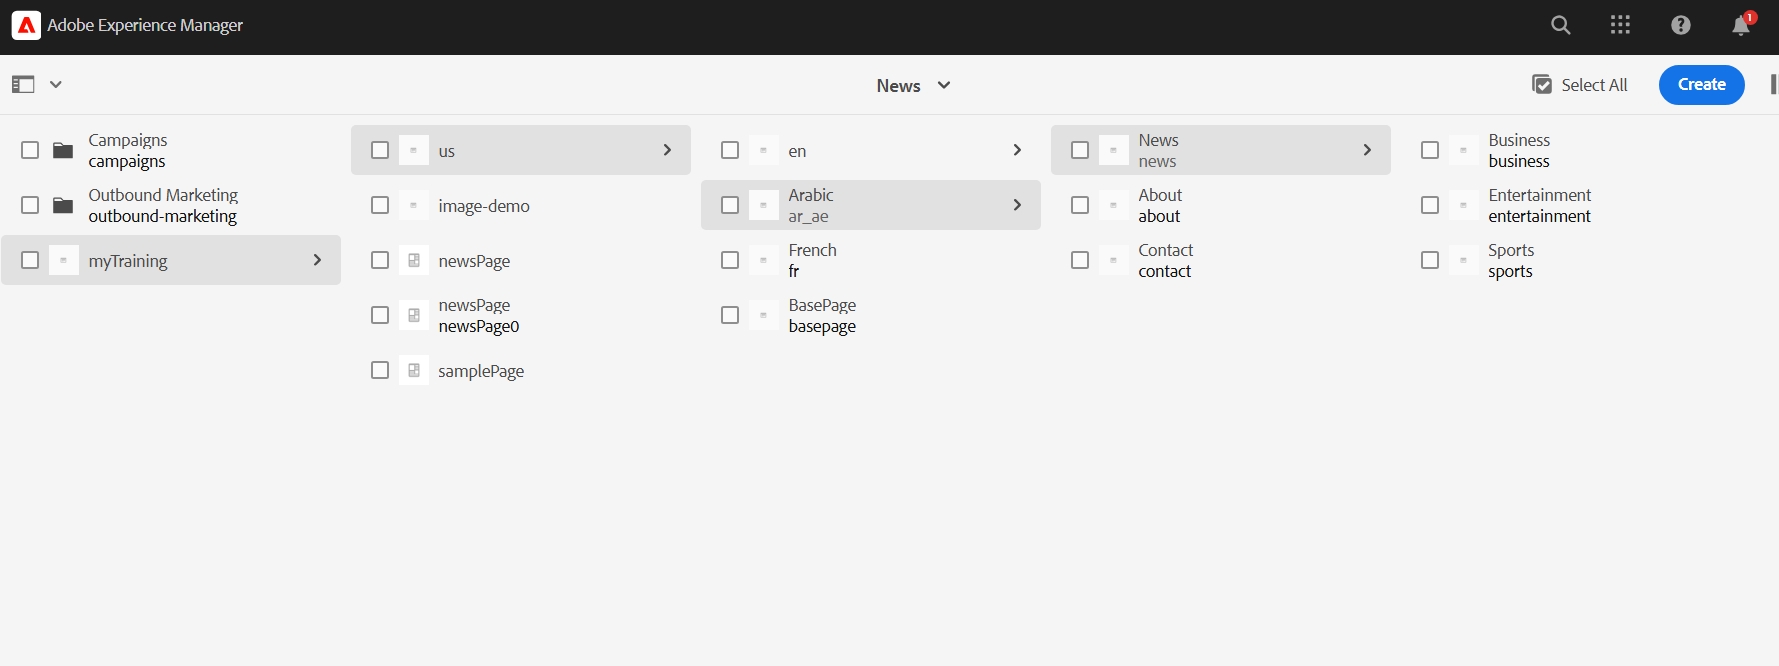 Adobe Experience Manager
1
News
Select All
Create
Campaigns
campaigns
Outbound Marketing
outbound-marketing
myTraining
us
image-demo
newsPage
newsPage
newsPage0
samplePage
en
Arabic
ar_ae
French
fr
BasePage
basepage
News
news
About
about
Contact
contact
Business
business
Entertainment
entertainment
Sports
sports